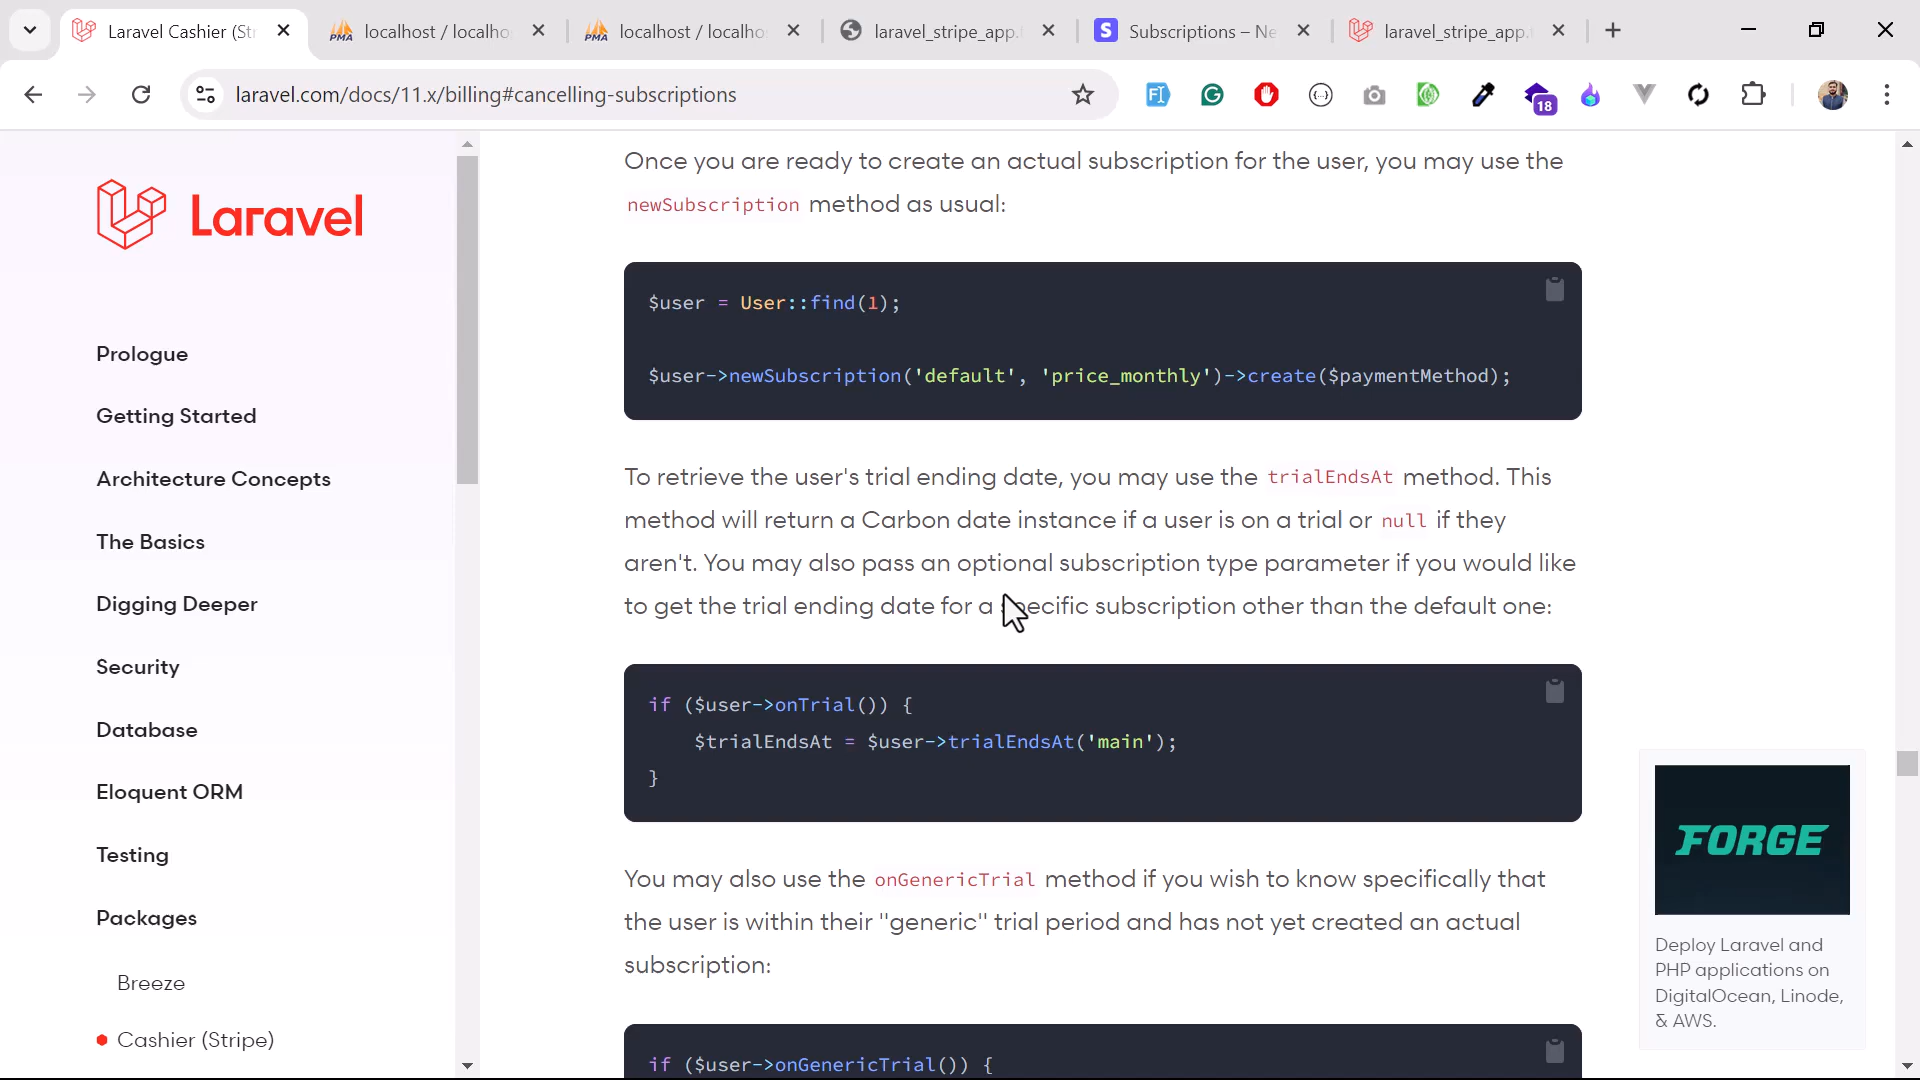 Laravel Cashier (Str
localhost / localho
localhost / localho
laravel_stripe_app.
Subscriptions – Ne
laravel_stripe_app.
laravel.com/docs/11.x/billing#cancelling-subscriptions
18
Laravel
Prologue
Getting Started
Architecture Concepts
The Basics
Digging Deeper
Security
Database
Eloquent ORM
Testing
Packages
Breeze
Cashier (Stripe)
Once you are ready to create an actual subscription for the user, you may use the
newSubscription method as usual:
$user = User::find(1);
$user->newSubscription('default', 'price_monthly')->create($paymentMethod);
To retrieve the user's trial ending date, you may use the trialEndsAt method. This
method will return a Carbon date instance if a user is on a trial or null if they
aren't. You may also pass an optional subscription type parameter if you would like
to get the trial ending date for a specific subscription other than the default one:
if ($user->onTrial()) {
$trialEndsAt = $user->trialEndsAt('main');
}
You may also use the onGenericTrial method if you wish to know specifically that
the user is within their "generic" trial period and has not yet created an actual
subscription:
if ($user->onGenericTrial()) {
FORGE
Deploy Laravel and
PHP applications on
DigitalOcean, Linode,
& AWS.